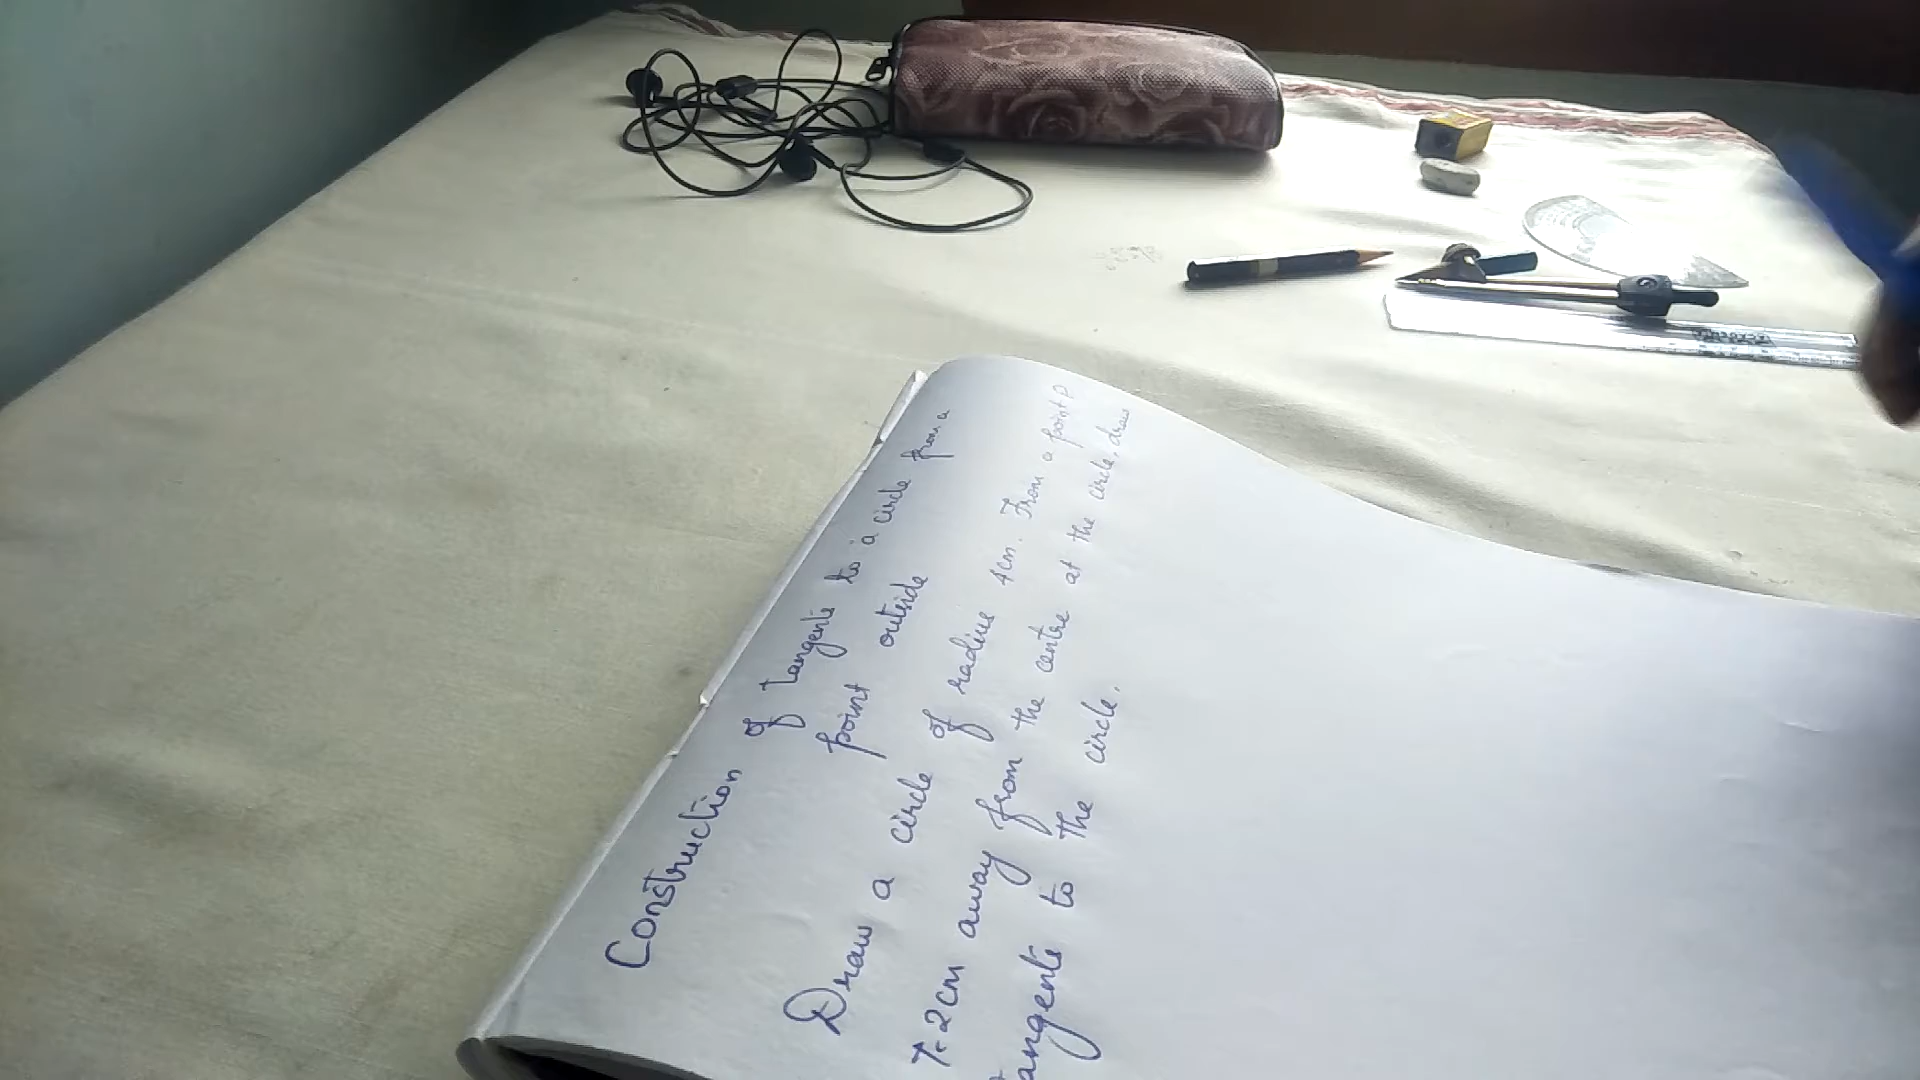 Construction of tangents to a circle from a
point outside
Draw a circle of radius 4cm. From a point P
7.2cm away from the centre at the circle, draw
tangents to the circle.